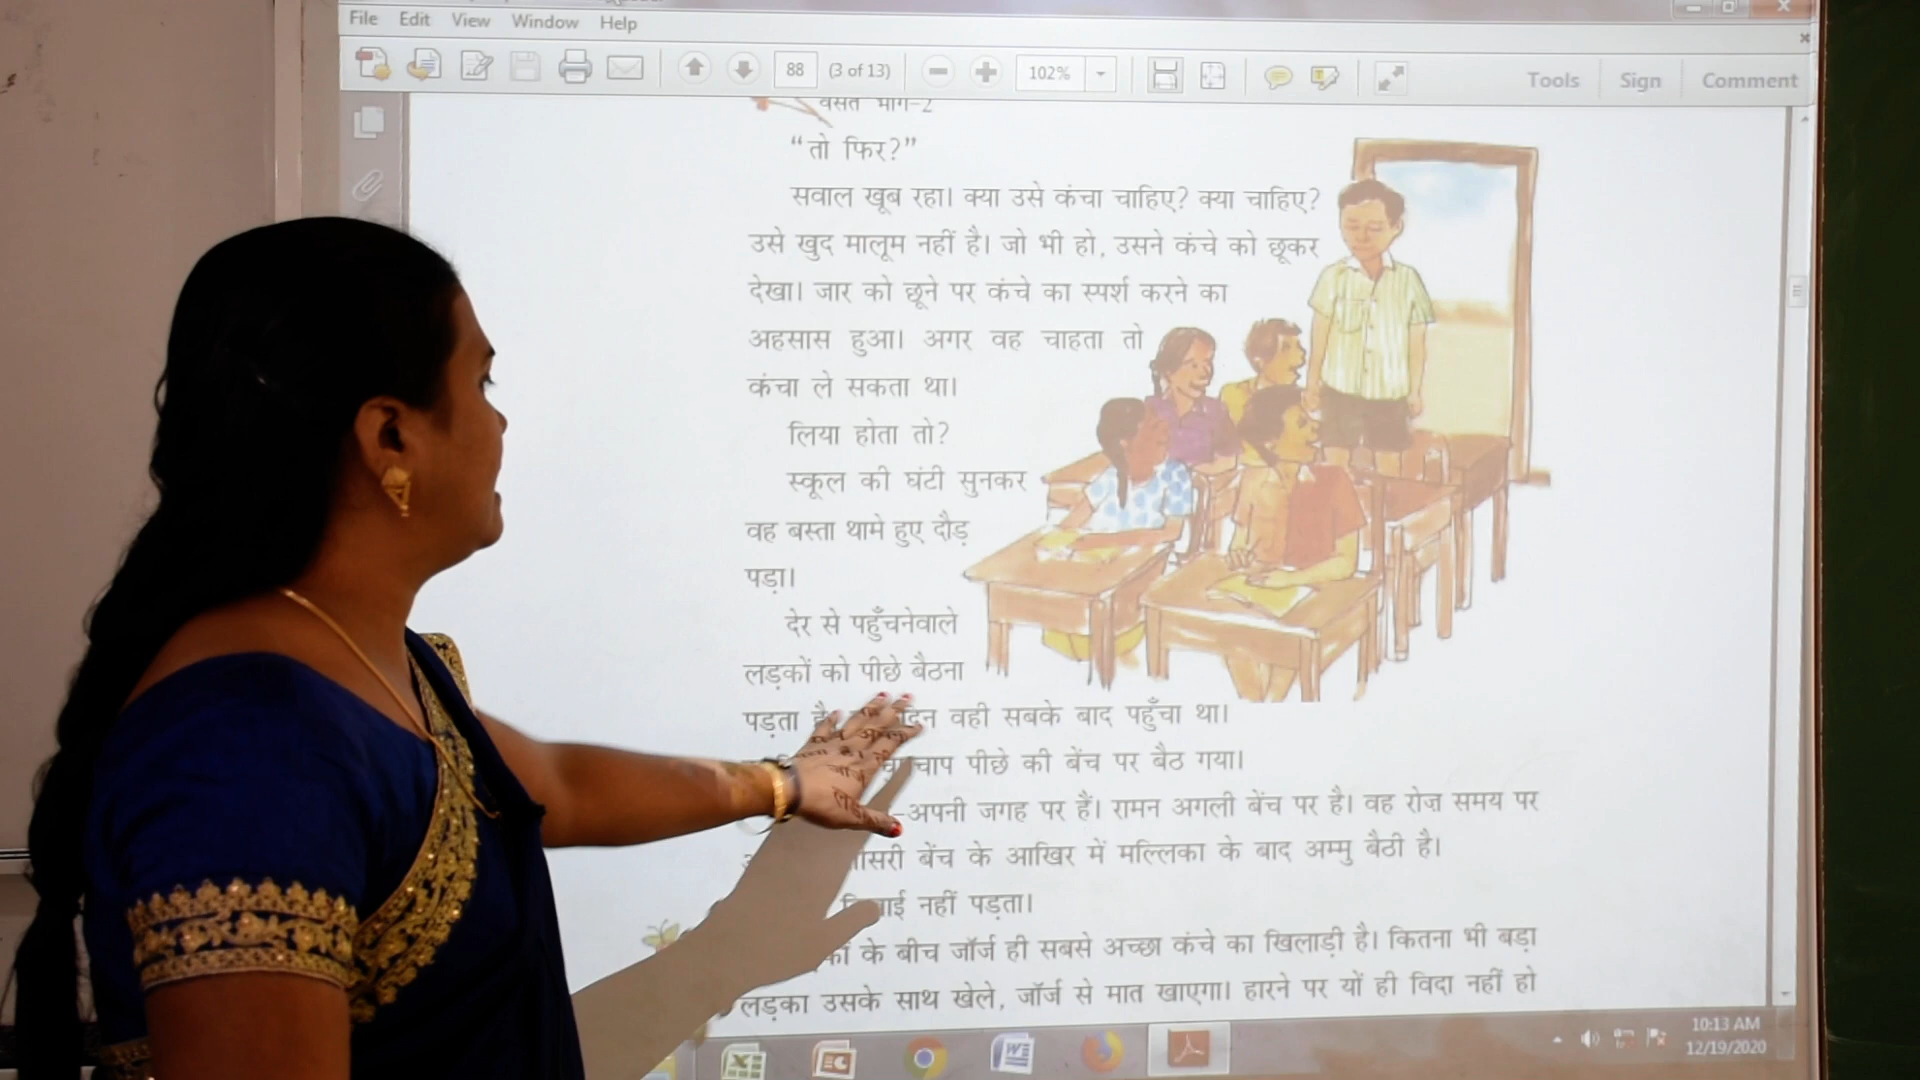 File Edit View Window Help
88 (3 of 13) 102% Tools Sign Comment
वसंत भाग-2
“तो फिर?”
सवाल खूब रहा। क्या उसे कंचा चाहिए? क्या चाहिए?
उसे खुद मालूम नहीं है। जो भी हो, उसने कंचे को छूकर
देखा। जार को छूने पर कंचे का स्पर्श करने का
अहसास हुआ। अगर वह चाहता तो
कंचा ले सकता था।
लिया होता तो?
स्कूल की घंटी सुनकर
वह बस्ता थामे हुए दौड़
पड़ा।
देर से पहुँचनेवाले
लड़कों को पीछे बैठना
पड़ता है। दिन वही सबके बाद पहुँचा था।
चुपचाप पीछे की बेंच पर बैठ गया।
-अपनी जगह पर हैं। रामन अगली बेंच पर है। वह रोज़ समय पर
बेंच के आखिर में मल्लिका के बाद अम्मु बैठी है।
नहीं पड़ता।
के बीच जॉर्ज ही सबसे अच्छा कंचे का खिलाड़ी है। कितना भी बड़ा
लड़का उसके साथ खेले, जॉर्ज से मात खाएगा। हारने पर यों ही विदा नहीं हो
10:13 AM
12/19/2020